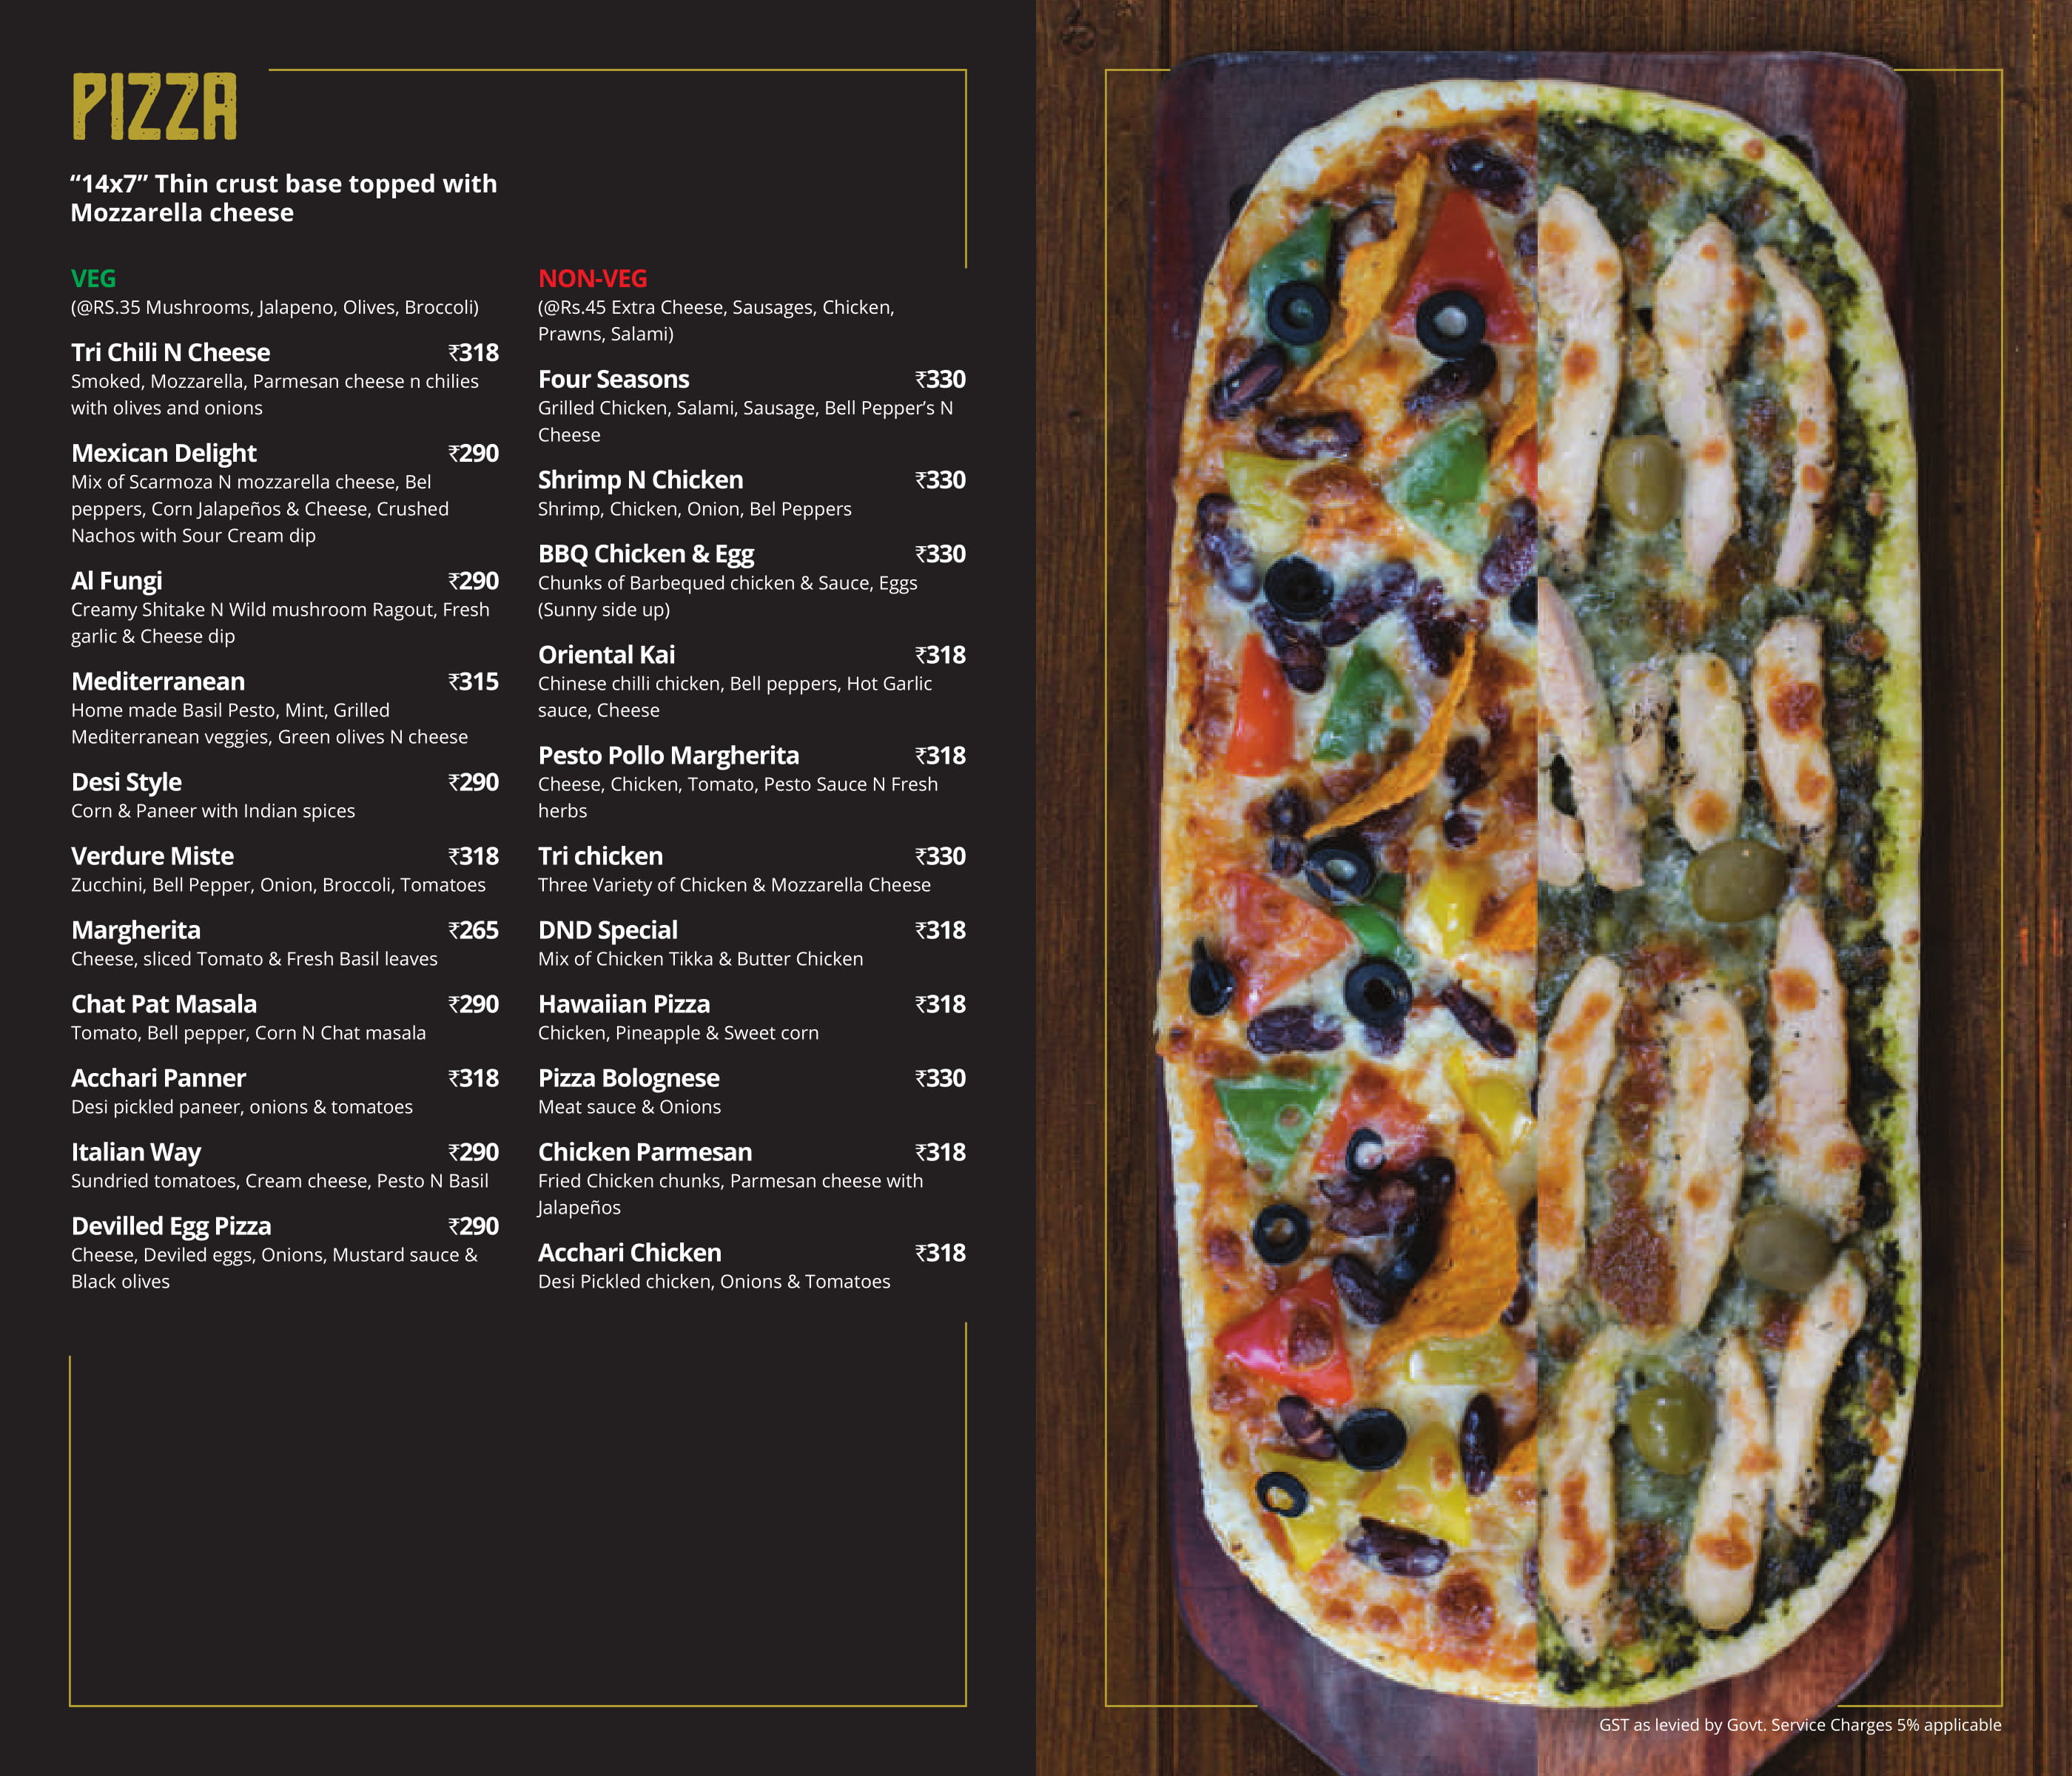 PIZZA
“14x7” Thin crust base topped with
Mozzarella cheese
VEG
(@RS.35 Mushrooms, Jalapeno, Olives, Broccoli)
Tri Chili N Cheese ₹318
Smoked, Mozzarella, Parmesan cheese n chilies
with olives and onions
Mexican Delight ₹290
Mix of Scarmoza N mozzarella cheese, Bel
peppers, Corn Jalapeños & Cheese, Crushed
Nachos with Sour Cream dip
Al Fungi ₹290
Creamy Shitake N Wild mushroom Ragout, Fresh
garlic & Cheese dip
Mediterranean ₹315
Home made Basil Pesto, Mint, Grilled
Mediterranean veggies, Green olives N cheese
Desi Style ₹290
Corn & Paneer with Indian spices
Verdure Miste ₹318
Zucchini, Bell Pepper, Onion, Broccoli, Tomatoes
Margherita ₹265
Cheese, sliced Tomato & Fresh Basil leaves
Chat Pat Masala ₹290
Tomato, Bell pepper, Corn N Chat masala
Acchari Panner ₹318
Desi pickled paneer, onions & tomatoes
Italian Way ₹290
Sundried tomatoes, Cream cheese, Pesto N Basil
Devilled Egg Pizza ₹290
Cheese, Deviled eggs, Onions, Mustard sauce &
Black olives
NON-VEG
(@Rs.45 Extra Cheese, Sausages, Chicken,
Prawns, Salami)
Four Seasons ₹330
Grilled Chicken, Salami, Sausage, Bell Pepper’s N
Cheese
Shrimp N Chicken ₹330
Shrimp, Chicken, Onion, Bel Peppers
BBQ Chicken & Egg ₹330
Chunks of Barbequed chicken & Sauce, Eggs
(Sunny side up)
Oriental Kai ₹318
Chinese chilli chicken, Bell peppers, Hot Garlic
sauce, Cheese
Pesto Pollo Margherita ₹318
Cheese, Chicken, Tomato, Pesto Sauce N Fresh
herbs
Tri chicken ₹330
Three Variety of Chicken & Mozzarella Cheese
DND Special ₹318
Mix of Chicken Tikka & Butter Chicken
Hawaiian Pizza ₹318
Chicken, Pineapple & Sweet corn
Pizza Bolognese ₹330
Meat sauce & Onions
Chicken Parmesan ₹318
Fried Chicken chunks, Parmesan cheese with
Jalapeños
Acchari Chicken ₹318
Desi Pickled chicken, Onions & Tomatoes
GST as levied by Govt. Service Charges 5% applicable